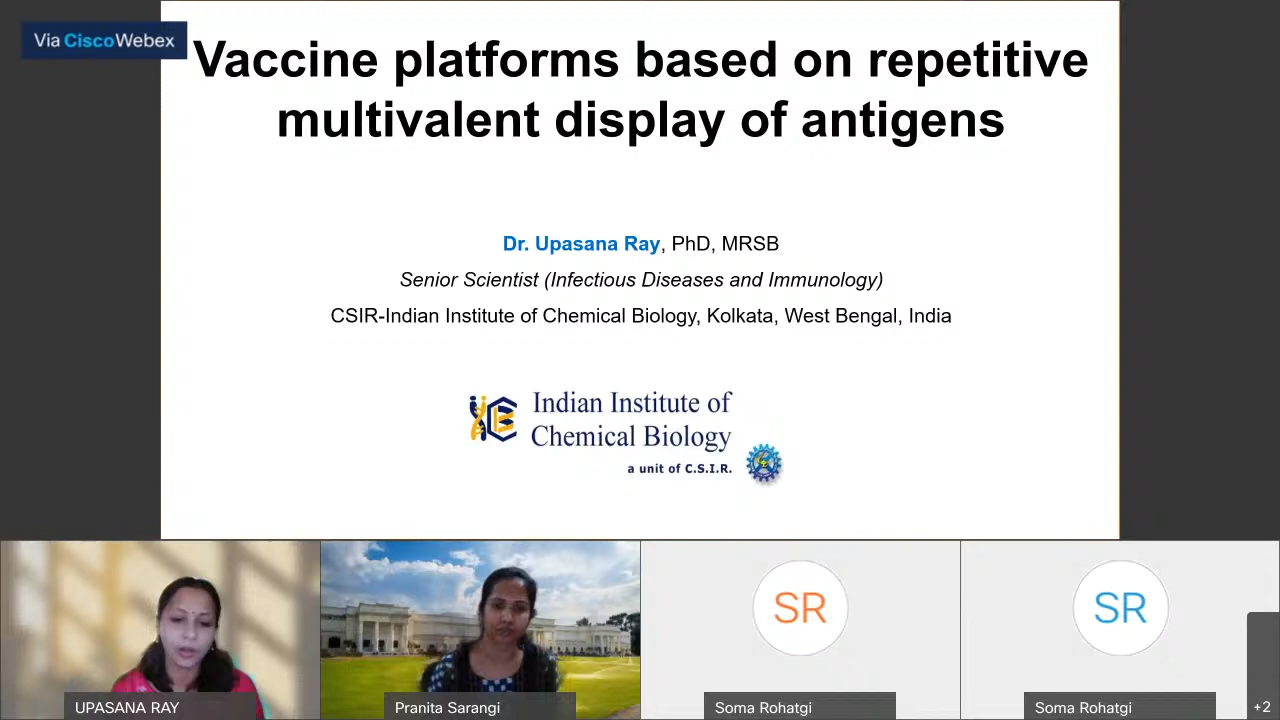 Via Cisco Webex
Vaccine platforms based on repetitive
multivalent display of antigens
Dr. Upasana Ray, PhD, MRSB
Senior Scientist (Infectious Diseases and Immunology)
CSIR-Indian Institute of Chemical Biology, Kolkata, West Bengal, India
Indian Institute of
Chemical Biology
a unit of C.S.I.R.
SR
SR
UPASANA RAY
Pranita Sarangi
Soma Rohatgi
Soma Rohatgi
+2